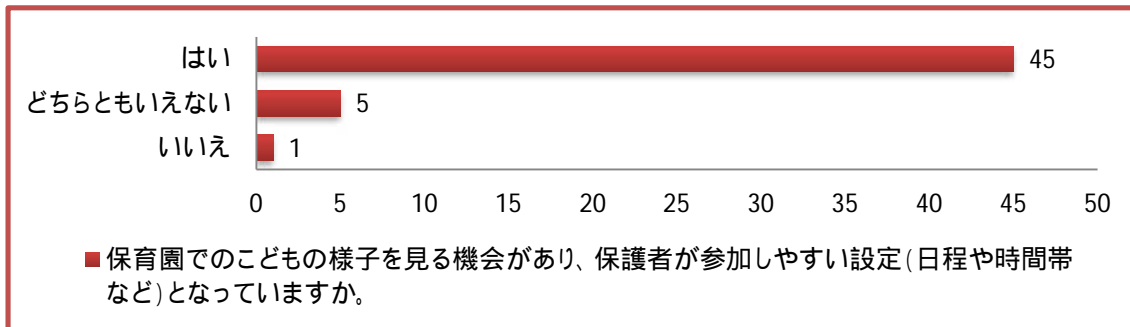 はい 45
どちらともいえない 5
いいえ 1
0 5 10 15 20 25 30 35 40 45 50
保育園でのこどもの様子を見る機会があり、保護者が参加しやすい設定(日程や時間帯
など)となっていますか。